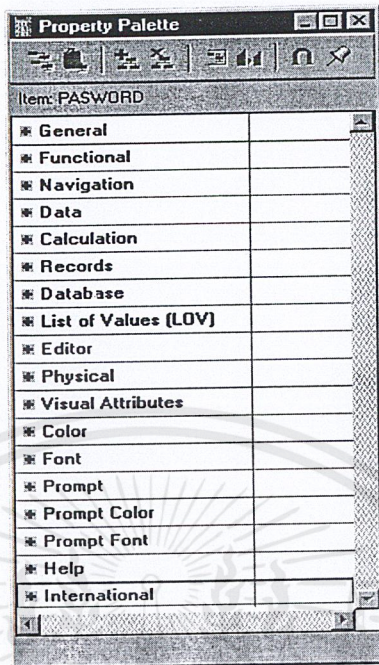 Property Palette
Item: PASWORD
General
Functional
Navigation
Data
Calculation
Records
Database
List of Values (LOV)
Editor
Physical
Visual Attributes
Color
Font
Prompt
Prompt Color
Prompt Font
Help
International